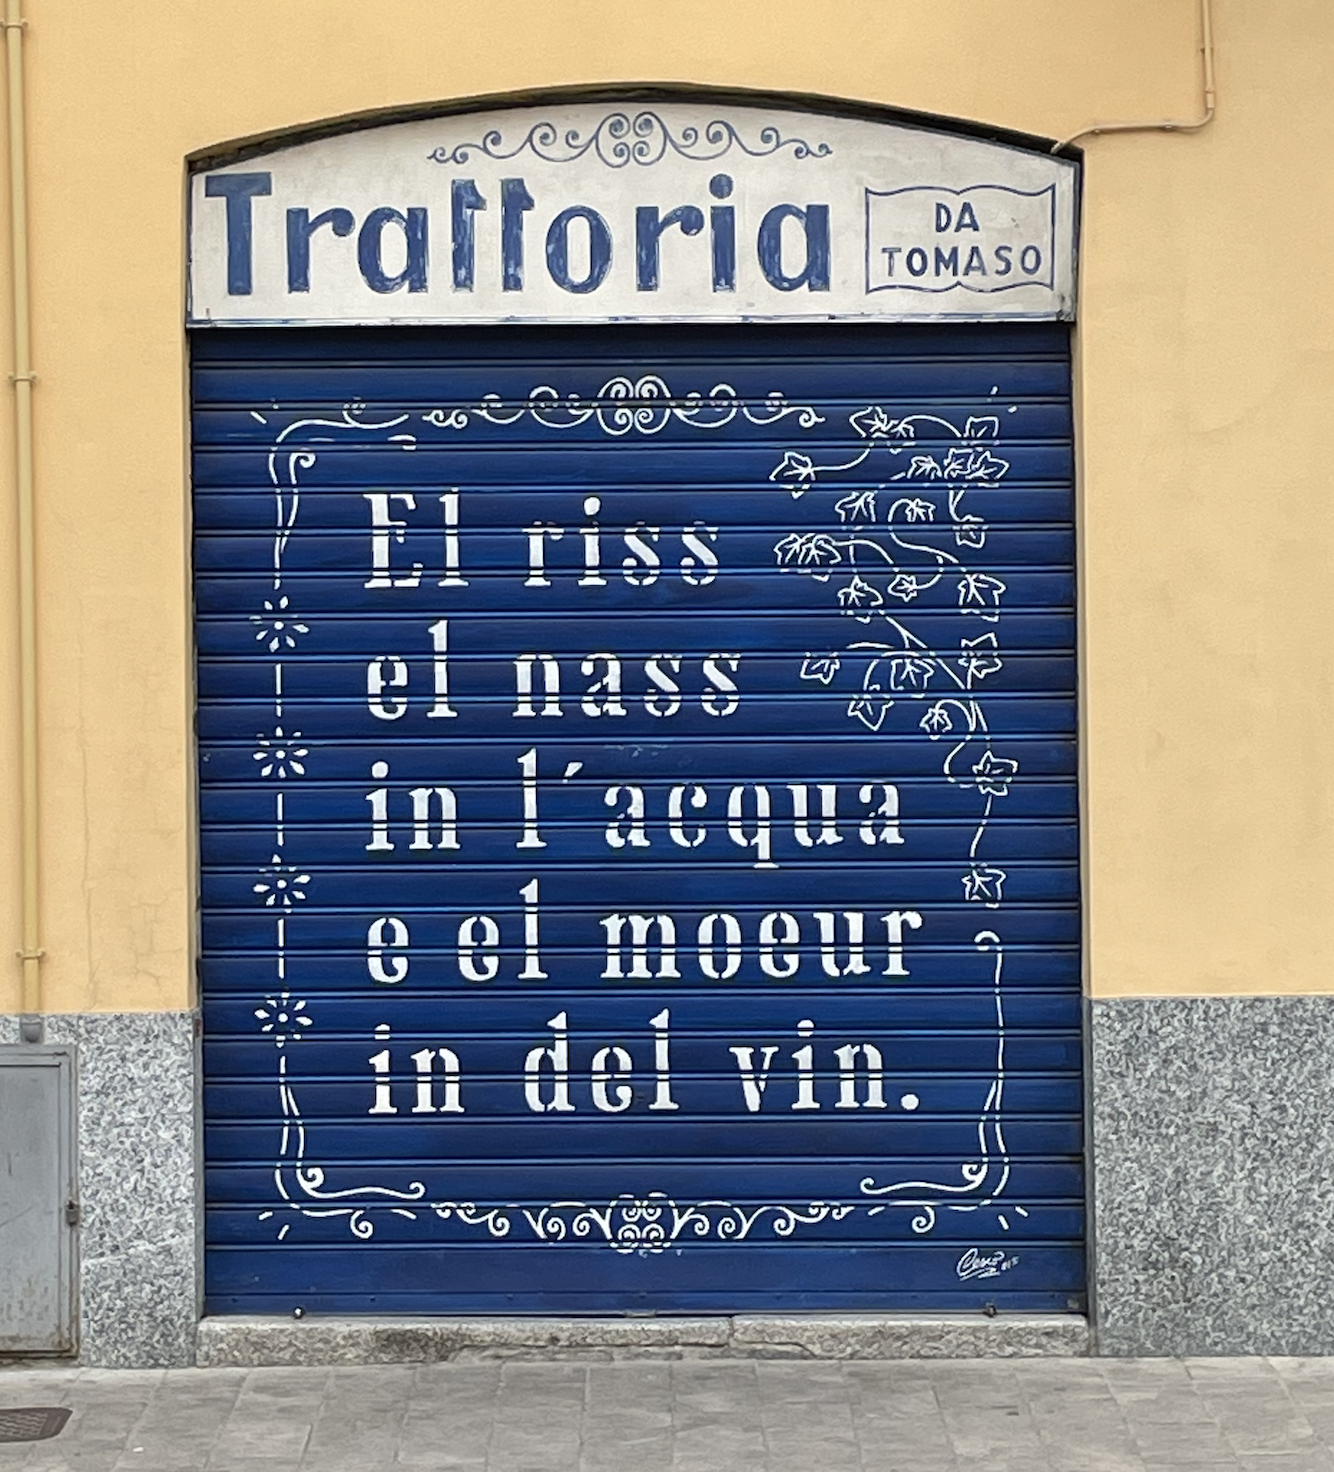 Trattoria
DA
TOMASO
El riss
el nass
in l´acqua
e el moeur
in del vin.